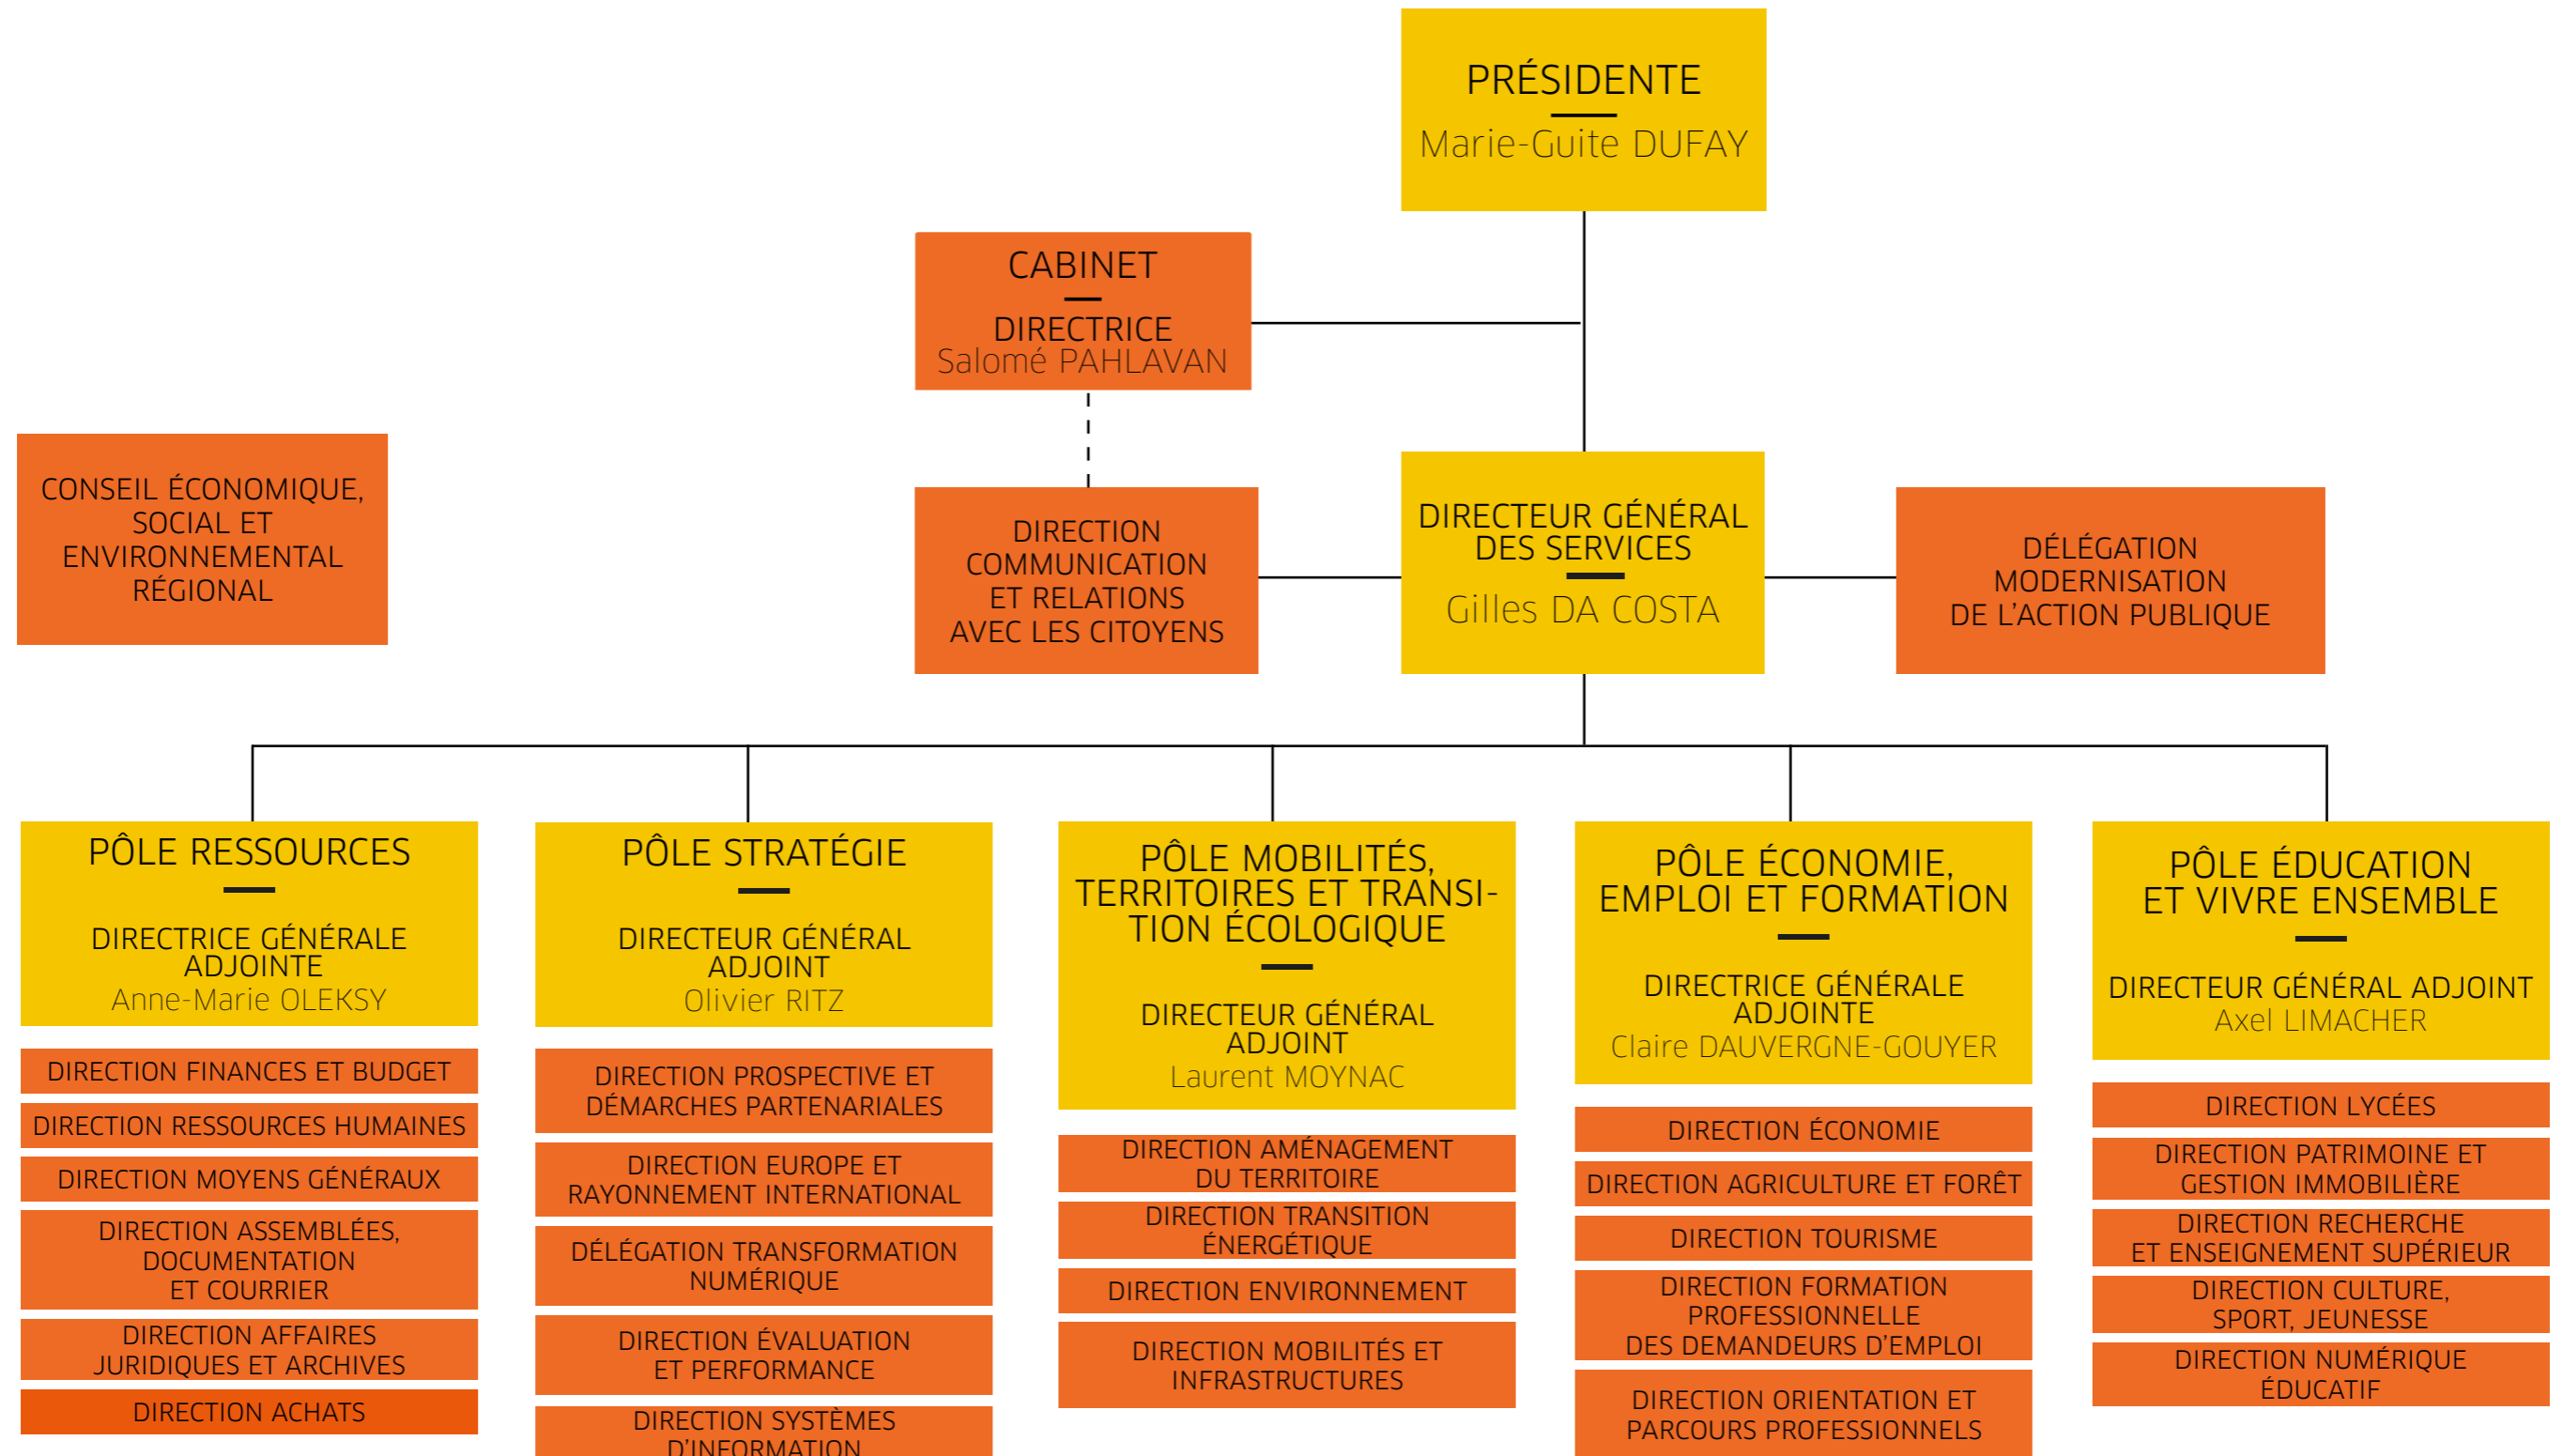 PRÉSIDENTE
Marie-Guite DUFAY
CABINET
DIRECTRICE
Salomé PAHLAVAN
CONSEIL ÉCONOMIQUE,
SOCIAL ET
ENVIRONNEMENTAL
RÉGIONAL
DIRECTION
COMMUNICATION
ET RELATIONS
AVEC LES CITOYENS
DIRECTEUR GÉNÉRAL
DES SERVICES
Gilles DA COSTA
DÉLÉGATION
MODERNISATION
DE L’ACTION PUBLIQUE
PÔLE RESSOURCES
DIRECTRICE GÉNÉRALE
ADJOINTE
Anne-Marie OLEKSY
DIRECTION FINANCES ET BUDGET
DIRECTION RESSOURCES HUMAINES
DIRECTION MOYENS GÉNÉRAUX
DIRECTION ASSEMBLÉES,
DOCUMENTATION
ET COURRIER
DIRECTION AFFAIRES
JURIDIQUES ET ARCHIVES
DIRECTION ACHATS
PÔLE STRATÉGIE
DIRECTEUR GÉNÉRAL
ADJOINT
Olivier RITZ
DIRECTION PROSPECTIVE ET
DÉMARCHES PARTENARIALES
DIRECTION EUROPE ET
RAYONNEMENT INTERNATIONAL
DÉLÉGATION TRANSFORMATION
NUMÉRIQUE
DIRECTION ÉVALUATION
ET PERFORMANCE
DIRECTION SYSTÈMES
D’INFORMATION
PÔLE MOBILITÉS,
TERRITOIRES ET TRANSI-
TION ÉCOLOGIQUE
DIRECTEUR GÉNÉRAL
ADJOINT
Laurent MOYNAC
DIRECTION AMÉNAGEMENT
DU TERRITOIRE
DIRECTION TRANSITION
ÉNERGÉTIQUE
DIRECTION ENVIRONNEMENT
DIRECTION MOBILITÉS ET
INFRASTRUCTURES
PÔLE ÉCONOMIE,
EMPLOI ET FORMATION
DIRECTRICE GÉNÉRALE
ADJOINTE
Claire DAUVERGNE-GOUYER
DIRECTION ÉCONOMIE
DIRECTION AGRICULTURE ET FORÊT
DIRECTION TOURISME
DIRECTION FORMATION
PROFESSIONNELLE
DES DEMANDEURS D’EMPLOI
DIRECTION ORIENTATION ET
PARCOURS PROFESSIONNELS
PÔLE ÉDUCATION
ET VIVRE ENSEMBLE
DIRECTEUR GÉNÉRAL ADJOINT
Axel LIMACHER
DIRECTION LYCÉES
DIRECTION PATRIMOINE ET
GESTION IMMOBILIÈRE
DIRECTION RECHERCHE
ET ENSEIGNEMENT SUPÉRIEUR
DIRECTION CULTURE,
SPORT, JEUNESSE
DIRECTION NUMÉRIQUE
ÉDUCATIF